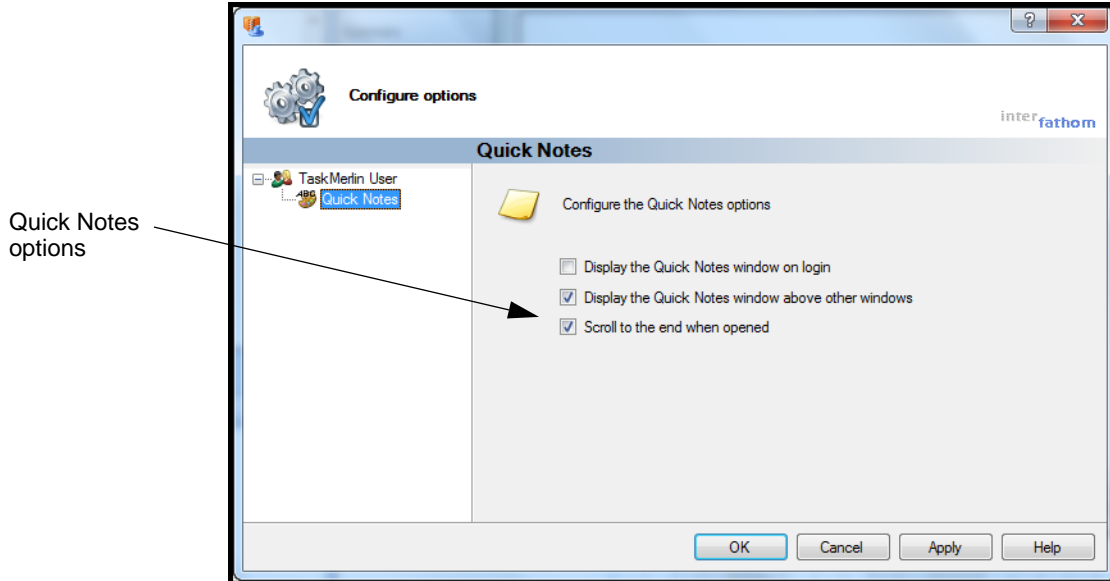 ?
X
Configure options
inter fathom
Quick Notes
TaskMerlin User
ABC
Quick Notes
Quick Notes
options
Configure the Quick Notes options
Display the Quick Notes window on login
Display the Quick Notes window above other windows
Scroll to the end when opened
OK
Cancel
Apply
Help